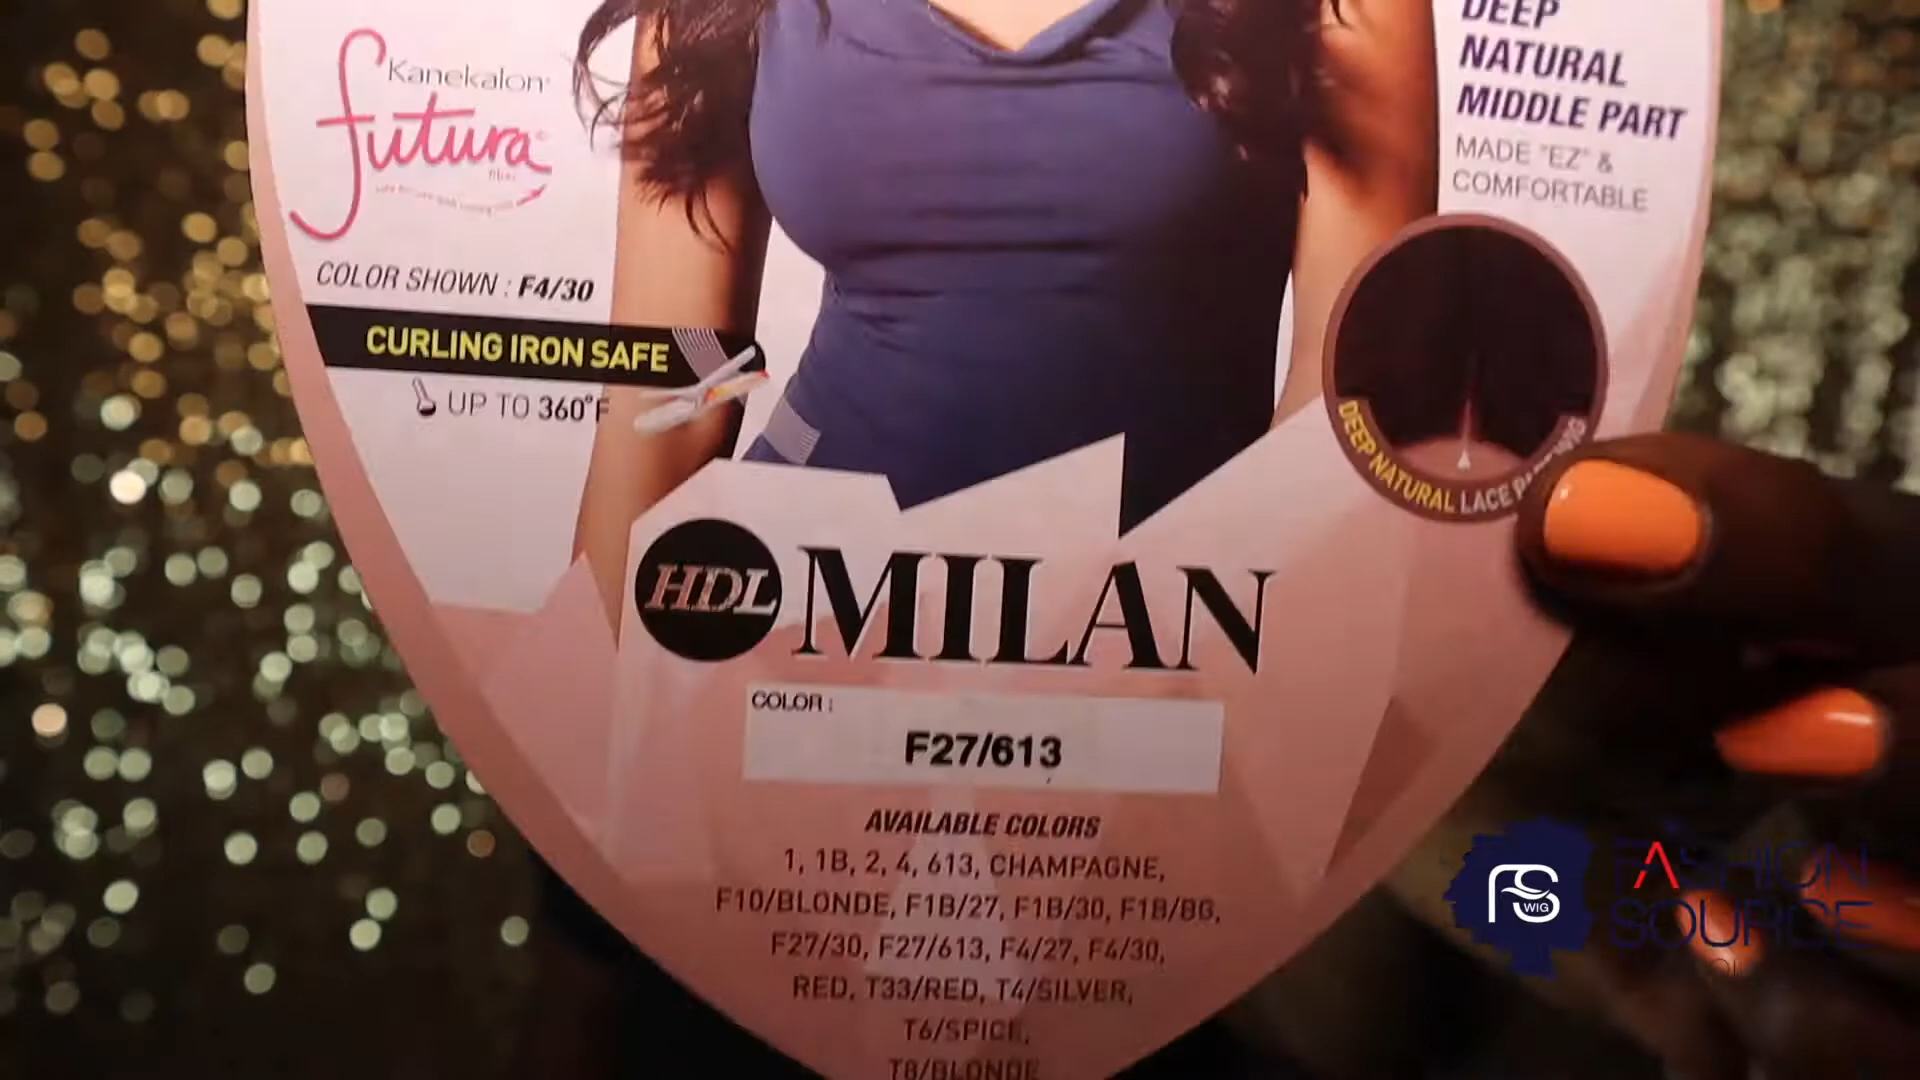 Kanekalon
futura
fiber
COLOR SHOWN : F4/30
CURLING IRON SAFE
UP TO 360°F
DEEP
NATURAL
MIDDLE PART
MADE "EZ" &
COMFORTABLE
DEEP NATURAL LACE
HDL MILAN
COLOR :
F27/613
AVAILABLE COLORS
1, 1B, 2, 4, 613, CHAMPAGNE,
F10/BLONDE, F1B/27, F1B/30, F1B/BG,
F27/30, F27/613, F4/27, F4/30,
RED, T33/RED, T4/SILVER,
T6/SPICE,
T8/BLONDE
FS WIG
FASHION
SOURCE